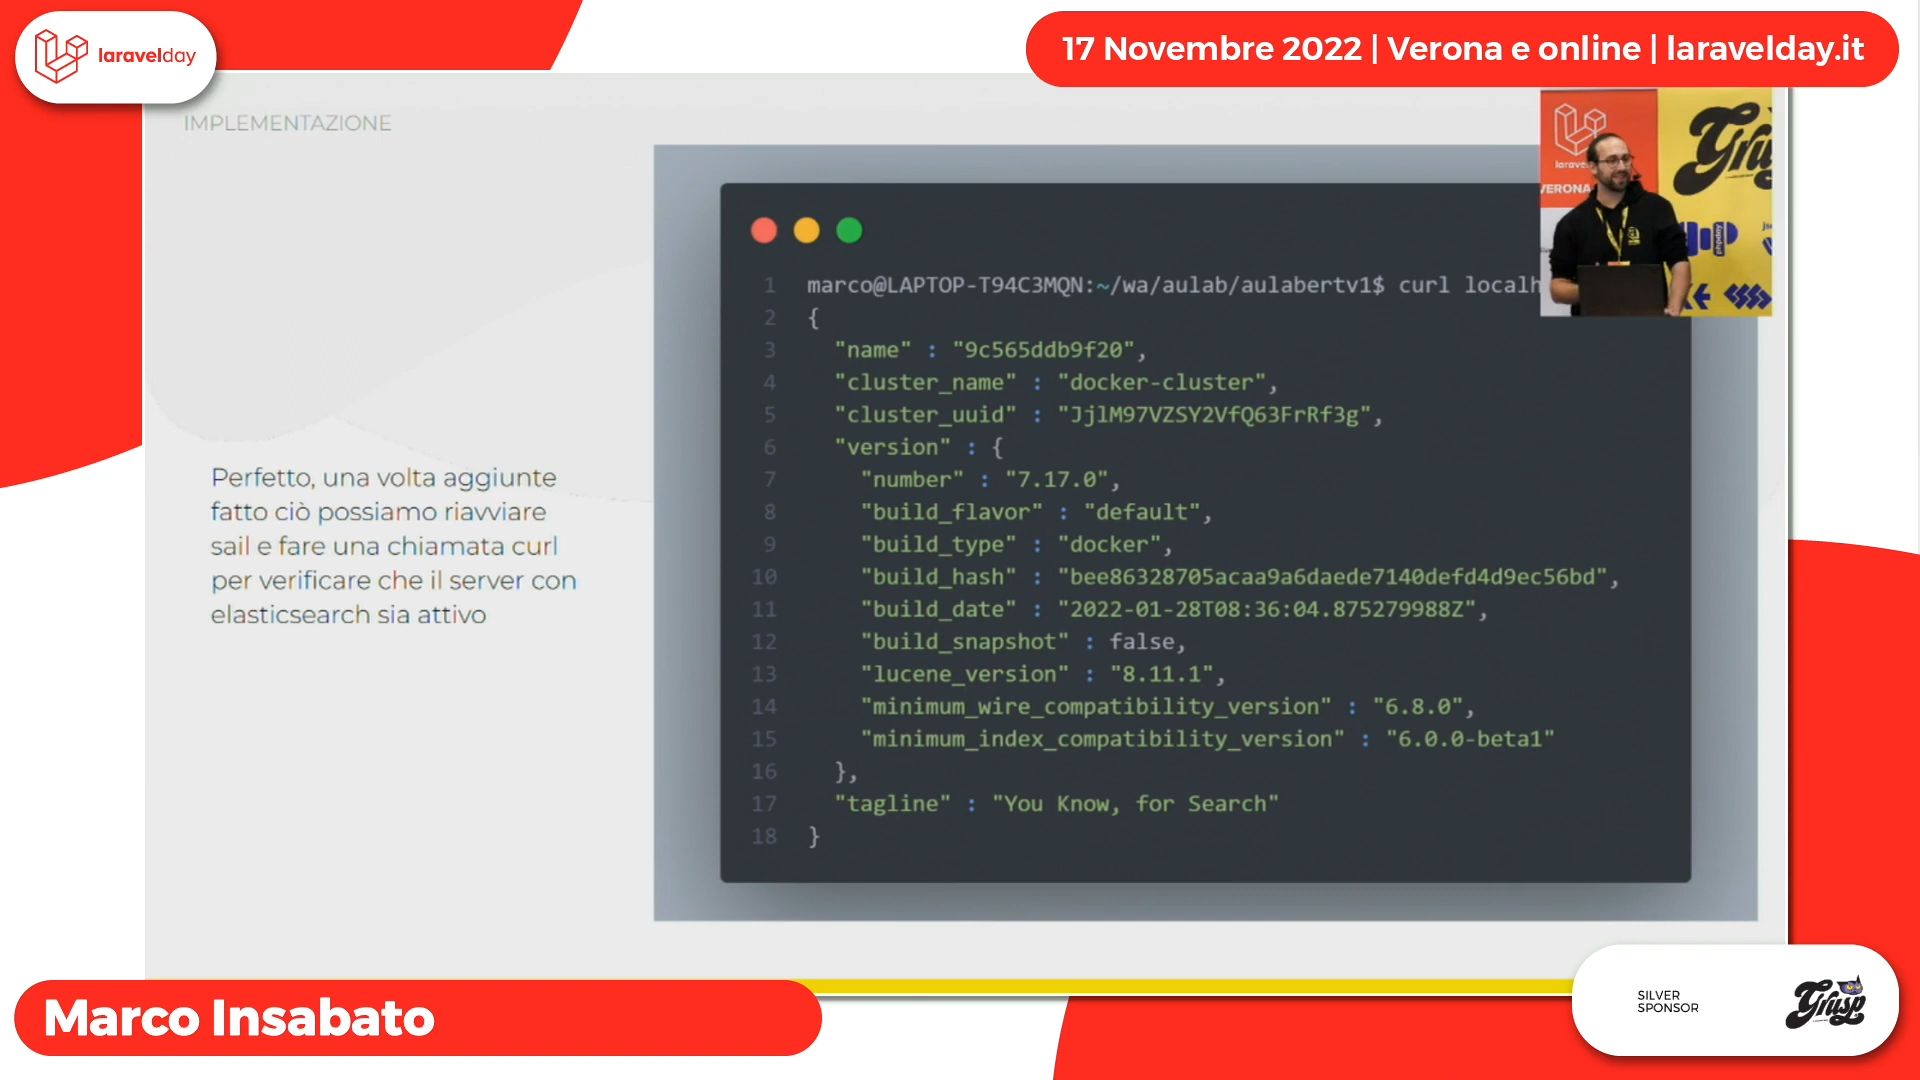 laravelday
17 Novembre 2022 | Verona e online | laravelday.it
IMPLEMENTAZIONE
Perfetto, una volta aggiunte
fatto ciò possiamo riavviare
sail e fare una chiamata curl
per verificare che il server con
elasticsearch sia attivo
1 marco@LAPTOP-T94C3MQN:~/wa/aulab/aulabertv1$ curl localh
2 {
3 "name" : "9c565ddb9f20",
4 "cluster_name" : "docker-cluster",
5 "cluster_uuid" : "JjlM97VZSY2VfQ63FrRf3g",
6 "version" : {
7 "number" : "7.17.0",
8 "build_flavor" : "default",
9 "build_type" : "docker",
10 "build_hash" : "bee86328705acaa9a6daede7140defd4d9ec56bd",
11 "build_date" : "2022-01-28T08:36:04.875279988Z",
12 "build_snapshot" : false,
13 "lucene_version" : "8.11.1",
14 "minimum_wire_compatibility_version" : "6.8.0",
15 "minimum_index_compatibility_version" : "6.0.0-beta1"
16 },
17 "tagline" : "You Know, for Search"
18 }
VERONA
phpday
Marco Insabato
SILVER
SPONSOR
Grusp